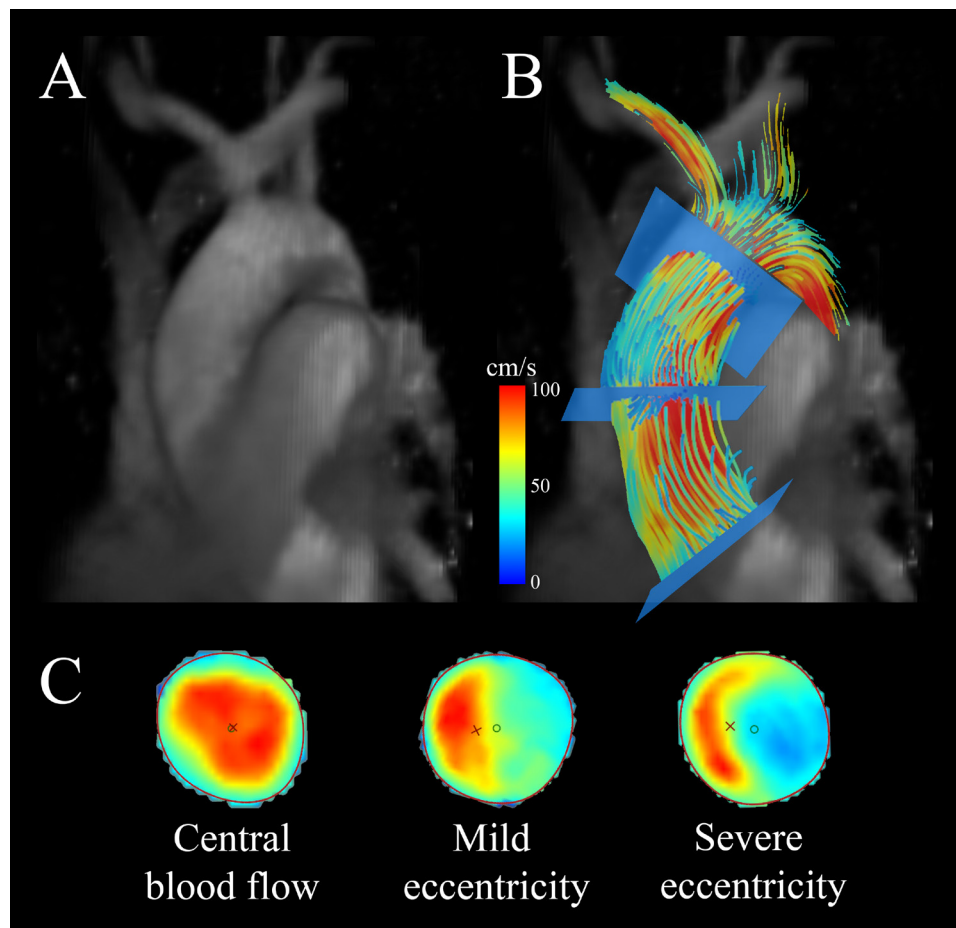 A
B
cm/s
100
50
0
C
Central
blood flow
Mild
eccentricity
Severe
eccentricity